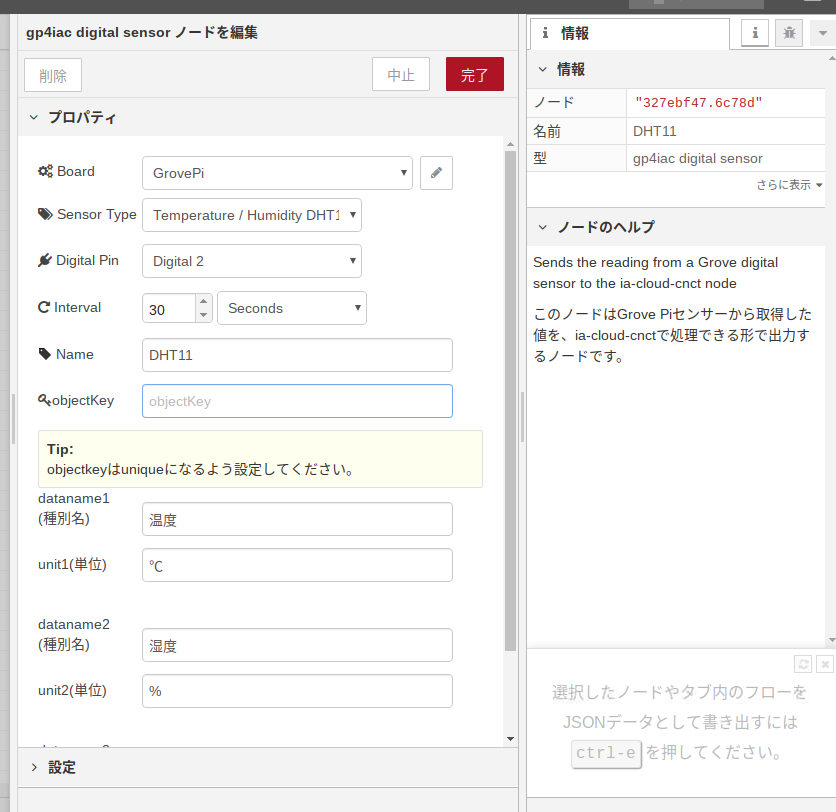 gp4iac digital sensor ノードを編集
削除
中止
完了
プロパティ
Board
GrovePi
Sensor Type
Temperature / Humidity DHT1
Digital Pin
Digital 2
Interval
30
Seconds
Name
DHT11
objectKey
objectKey
Tip:
objectkeyはuniqueになるよう設定してください。
dataname1
(種別名)
温度
unit1(単位)
℃
dataname2
(種別名)
湿度
unit2(単位)
%
設定
情報
情報
ノード
"327ebf47.6c78d"
名前
DHT11
型
gp4iac digital sensor
さらに表示
ノードのヘルプ
Sends the reading from a Grove digital
sensor to the ia-cloud-cnct node
このノードはGrove Piセンサーから取得した
値を、ia-cloud-cnctで処理できる形で出力す
るノードです。
選択したノードやタブ内のフローを
JSONデータとして書き出すには
ctrl-e を押してください。